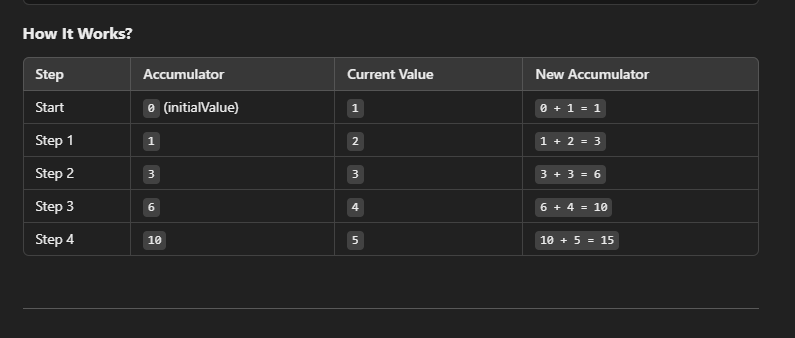 How It Works?
Step Accumulator Current Value New Accumulator
Start 0 (initialValue) 1 0 + 1 = 1
Step 1 1 2 1 + 2 = 3
Step 2 3 3 3 + 3 = 6
Step 3 6 4 6 + 4 = 10
Step 4 10 5 10 + 5 = 15